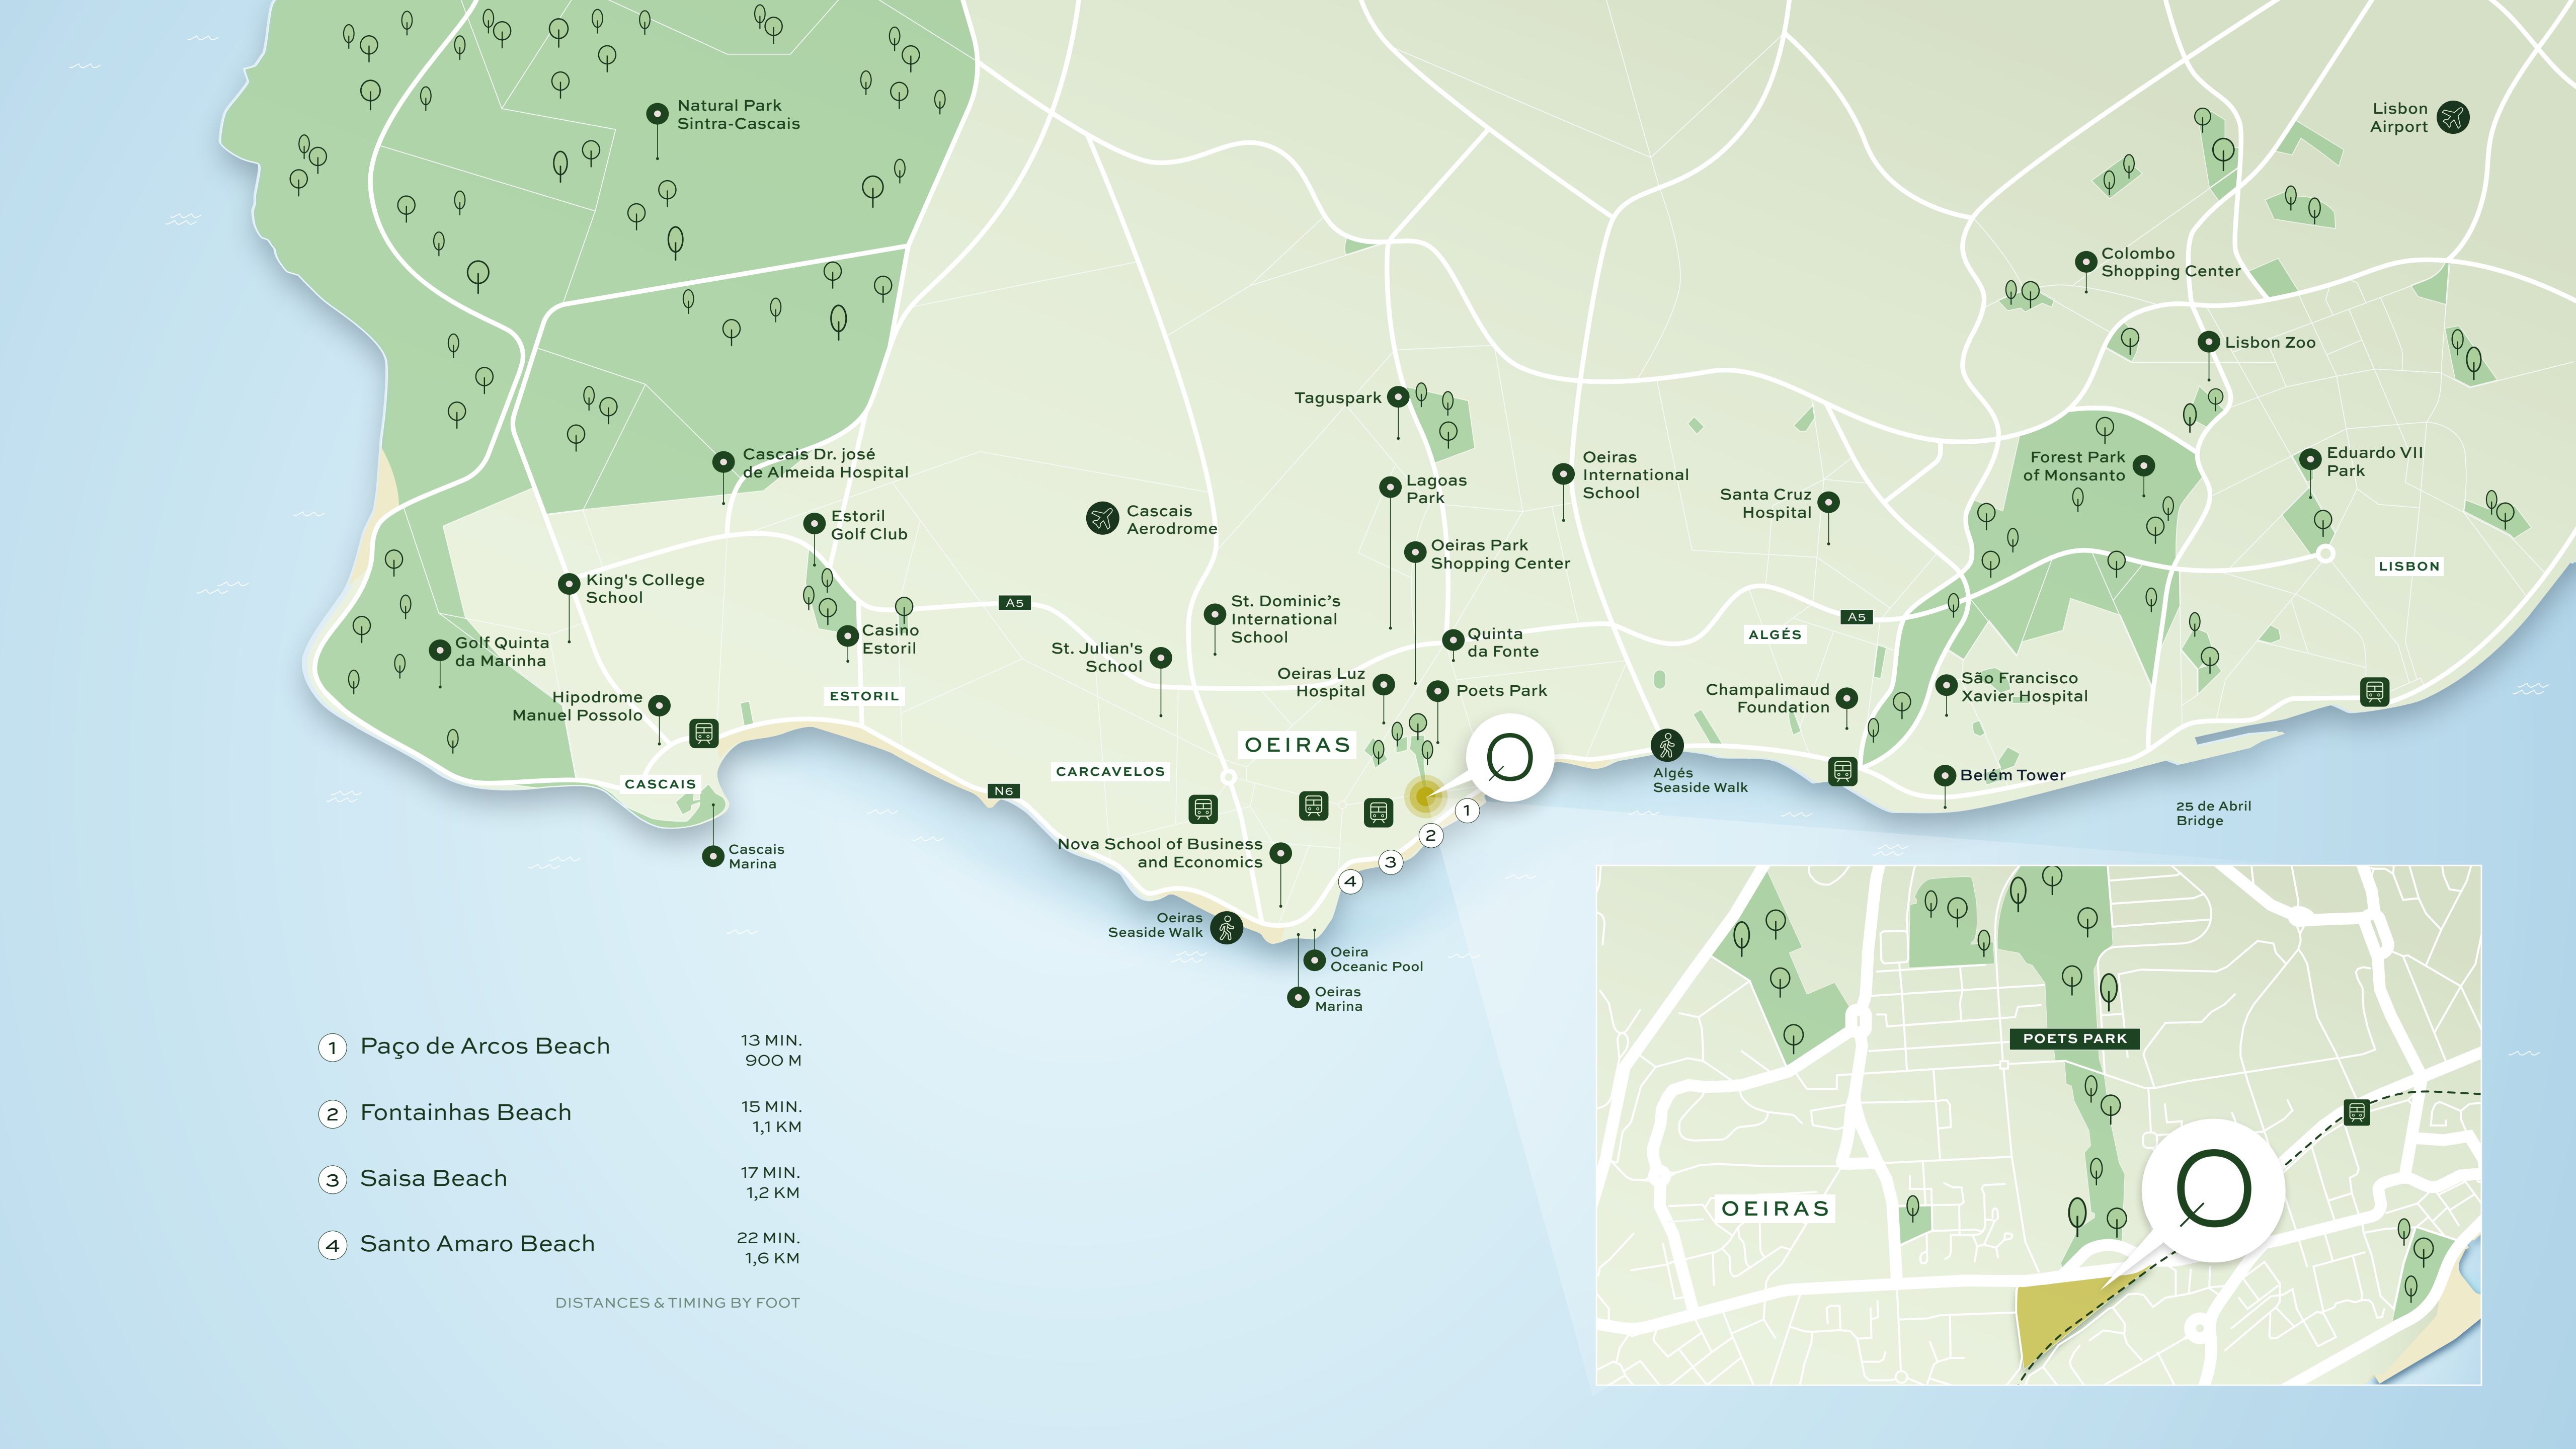 Natural Park
Sintra-Cascais
Lisbon
Airport
Colombo
Shopping Center
Lisbon Zoo
Taguspark
Cascais Dr. josé
de Almeida Hospital
Lagoas
Park
Oeiras
International
School
Santa Cruz
Hospital
Forest Park
of Monsanto
Eduardo VII
Park
Estoril
Golf Club
Cascais
Aerodrome
Oeiras Park
Shopping Center
LISBON
King's College
School
A5
St. Dominic's
International
School
A5
ALGÉS
Golf Quinta
da Marinha
Casino
Estoril
St. Julian's
School
Quinta
da Fonte
Oeiras Luz
Hospital
Poets Park
Champalimaud
Foundation
São Francisco
Xavier Hospital
Hipodrome
Manuel Possolo
ESTORIL
OEIRAS
O
CARCAVELOS
CASCAIS
N6
Algés
Seaside Walk
Belém Tower
25 de Abril
Bridge
1
2
3
4
Cascais
Marina
Nova School of Business
and Economics
Oeiras
Seaside Walk
Oeira
Oceanic Pool
Oeiras
Marina
1 Paço de Arcos Beach 13 MIN.
900 M
2 Fontainhas Beach 15 MIN.
1,1 KM
3 Saisa Beach 17 MIN.
1,2 KM
4 Santo Amaro Beach 22 MIN.
1,6 KM
DISTANCES & TIMING BY FOOT
POETS PARK
OEIRAS
O